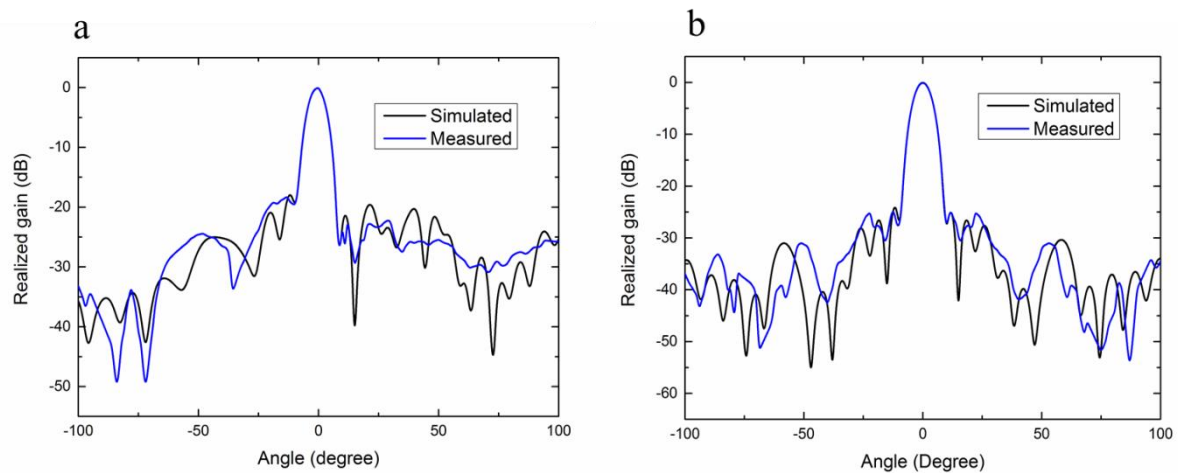 a
0
-10
-20
-30
-40
-50
Realized gain (dB)
Simulated
Measured
-100
-50
0
50
100
Angle (degree)
b
0
-10
-20
-30
-40
-50
-60
Realized gain (dB)
Simulated
Measured
-100
-50
0
50
100
Angle (Degree)